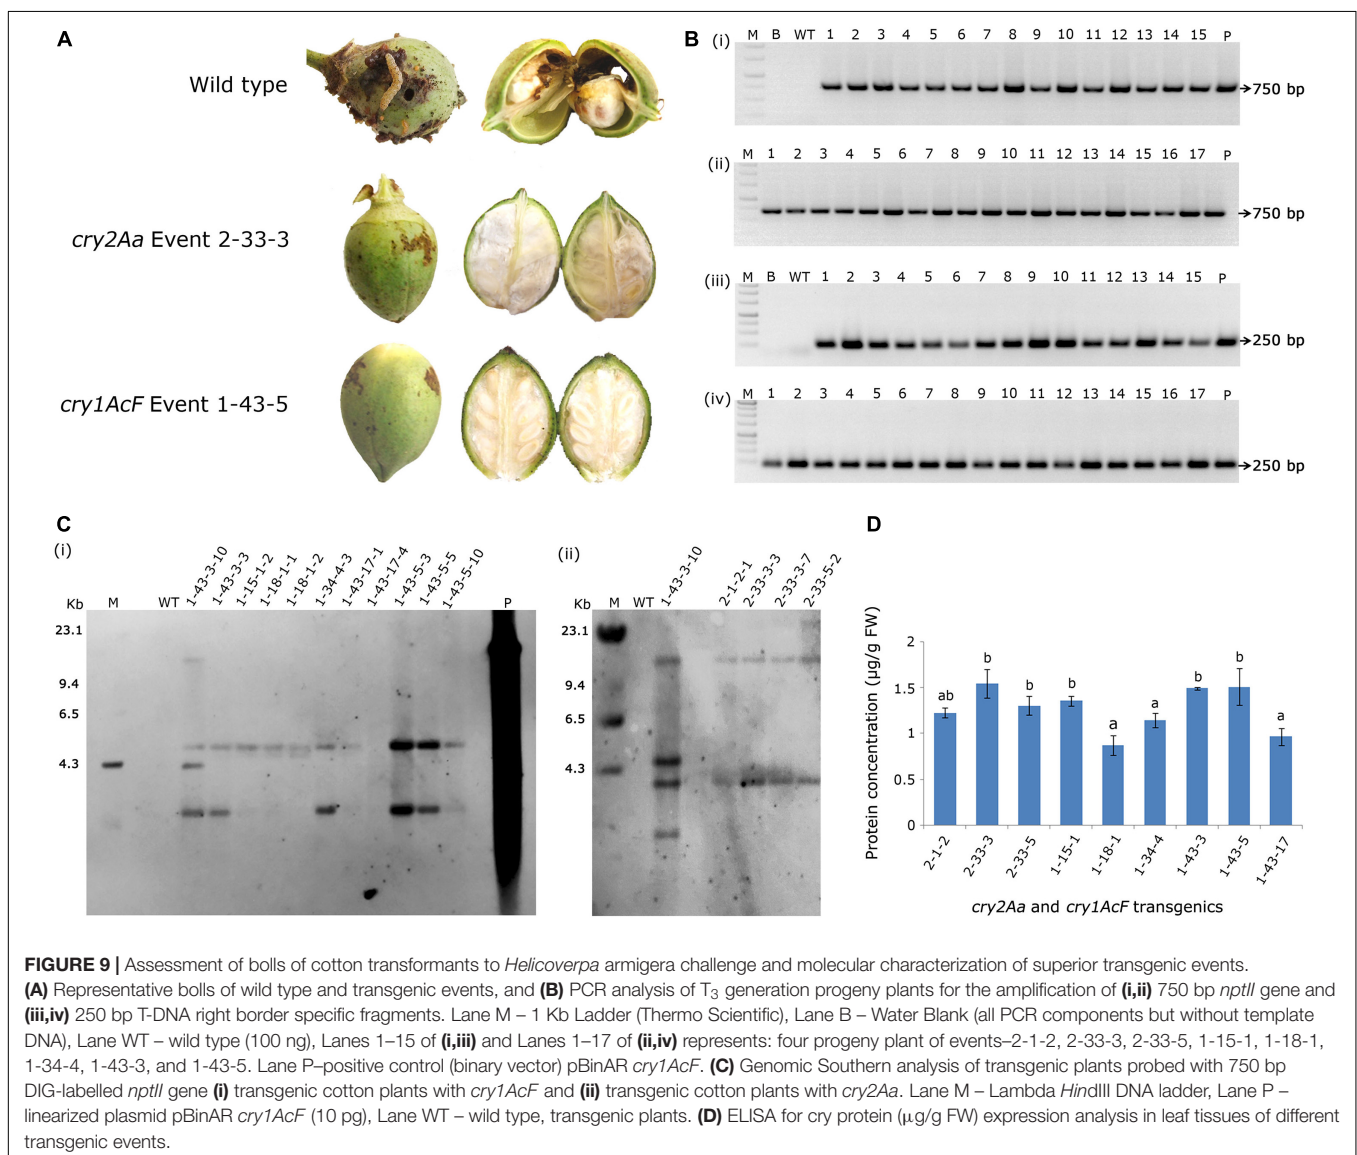 A
Wild type
cry2Aa Event 2-33-3
cry1AcF Event 1-43-5
B
(i)
M B WT 1 2 3 4 5 6 7 8 9 10 11 12 13 14 15 P
750 bp
(ii)
M 1 2 3 4 5 6 7 8 9 10 11 12 13 14 15 16 17 P
750 bp
(iii)
M B WT 1 2 3 4 5 6 7 8 9 10 11 12 13 14 15 P
250 bp
(iv)
M 1 2 3 4 5 6 7 8 9 10 11 12 13 14 15 16 17 P
250 bp
C
(i)
Kb M WT 1-43-3-10 1-43-3-3 1-15-1-2 1-18-1-1 1-18-1-2 1-34-4-3 1-43-17-1 1-43-17-4 1-43-5-3 1-43-5-5 1-43-5-10 P
23.1
9.4
6.5
4.3
(ii)
Kb M WT 1-43-3-10 2-1-2-1 2-33-3-3 2-33-3-7 2-33-5-2
23.1
9.4
6.5
4.3
D
Protein concentration (µg/g FW)
2
1.5
1
0.5
0
ab b b b a a b b a
2-1-2 2-33-3 2-33-5 1-15-1 1-18-1 1-34-4 1-43-3 1-43-5 1-43-17
cry2Aa and cry1AcF transgenics
FIGURE 9 | Assessment of bolls of cotton transformants to Helicoverpa armigera challenge and molecular characterization of superior transgenic events.
(A) Representative bolls of wild type and transgenic events, and (B) PCR analysis of T3 generation progeny plants for the amplification of (i,ii) 750 bp nptII gene and
(iii,iv) 250 bp T-DNA right border specific fragments. Lane M – 1 Kb Ladder (Thermo Scientific), Lane B – Water Blank (all PCR components but without template
DNA), Lane WT – wild type (100 ng), Lanes 1–15 of (i,iii) and Lanes 1–17 of (ii,iv) represents: four progeny plant of events–2-1-2, 2-33-3, 2-33-5, 1-15-1, 1-18-1,
1-34-4, 1-43-3, and 1-43-5. Lane P–positive control (binary vector) pBinAR cry1AcF. (C) Genomic Southern analysis of transgenic plants probed with 750 bp
DIG-labelled nptII gene (i) transgenic cotton plants with cry1AcF and (ii) transgenic cotton plants with cry2Aa. Lane M – Lambda HindIII DNA ladder, Lane P –
linearized plasmid pBinAR cry1AcF (10 pg), Lane WT – wild type, transgenic plants. (D) ELISA for cry protein (µg/g FW) expression analysis in leaf tissues of different
transgenic events.